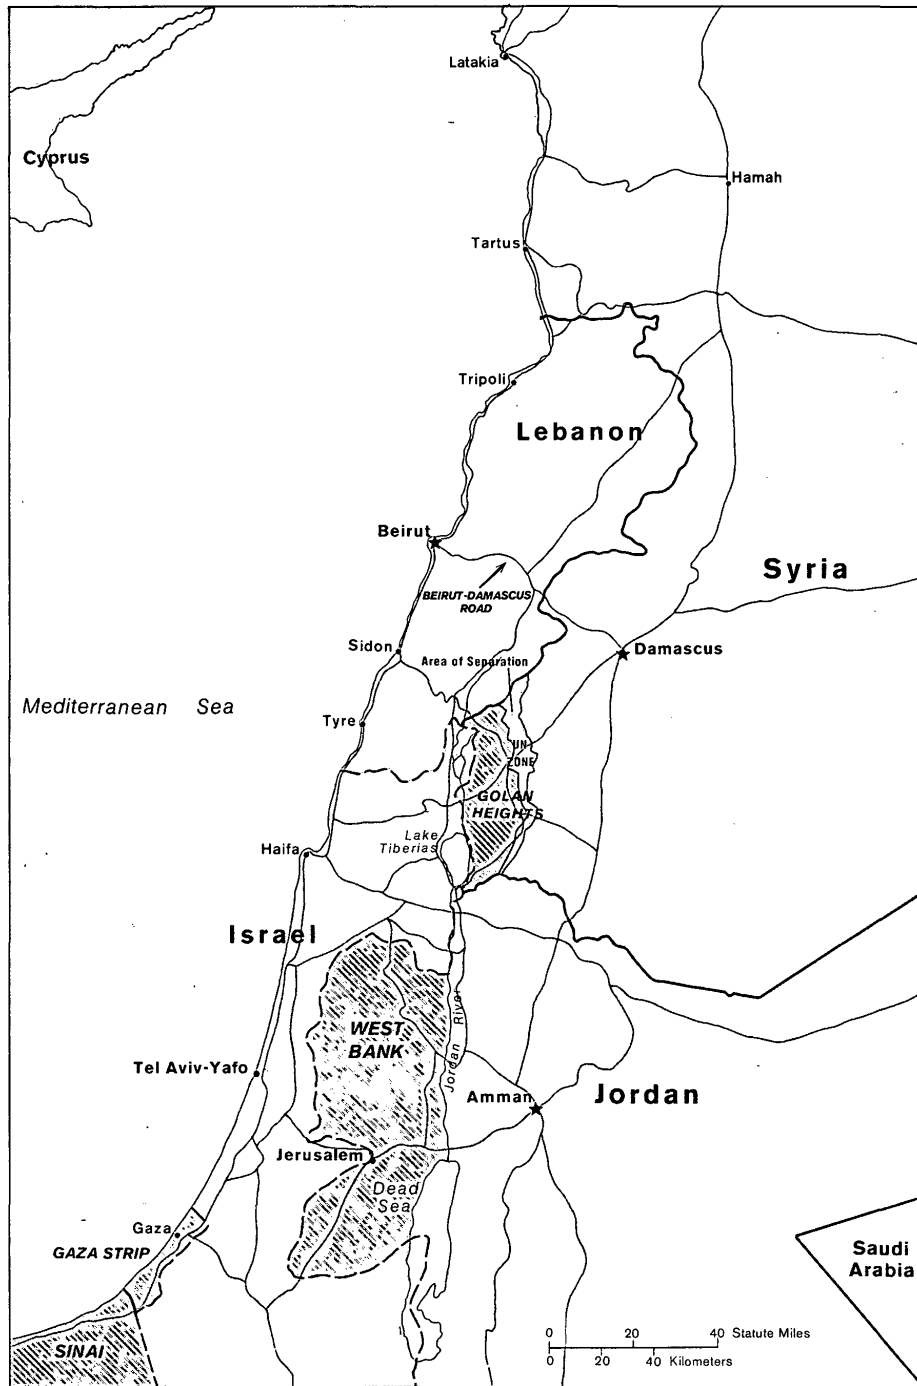 Latakia
Cyprus
Hamah
Tartus
Tripoli
Lebanon
Beirut
BEIRUT-DAMASCUS
ROAD
Syria
Sidon
Damascus
Area of Separation
Mediterranean Sea
Tyre
UN
ZONE
GOLAN
HEIGHTS
Lake
Tiberias
Haifa
Israel
Jordan River
WEST
BANK
Tel Aviv-Yafo
Amman
Jordan
Jerusalem
Dead
Sea
Gaza
GAZA STRIP
Saudi
Arabia
SINAI
0 20 40 Statute Miles
0 20 40 Kilometers